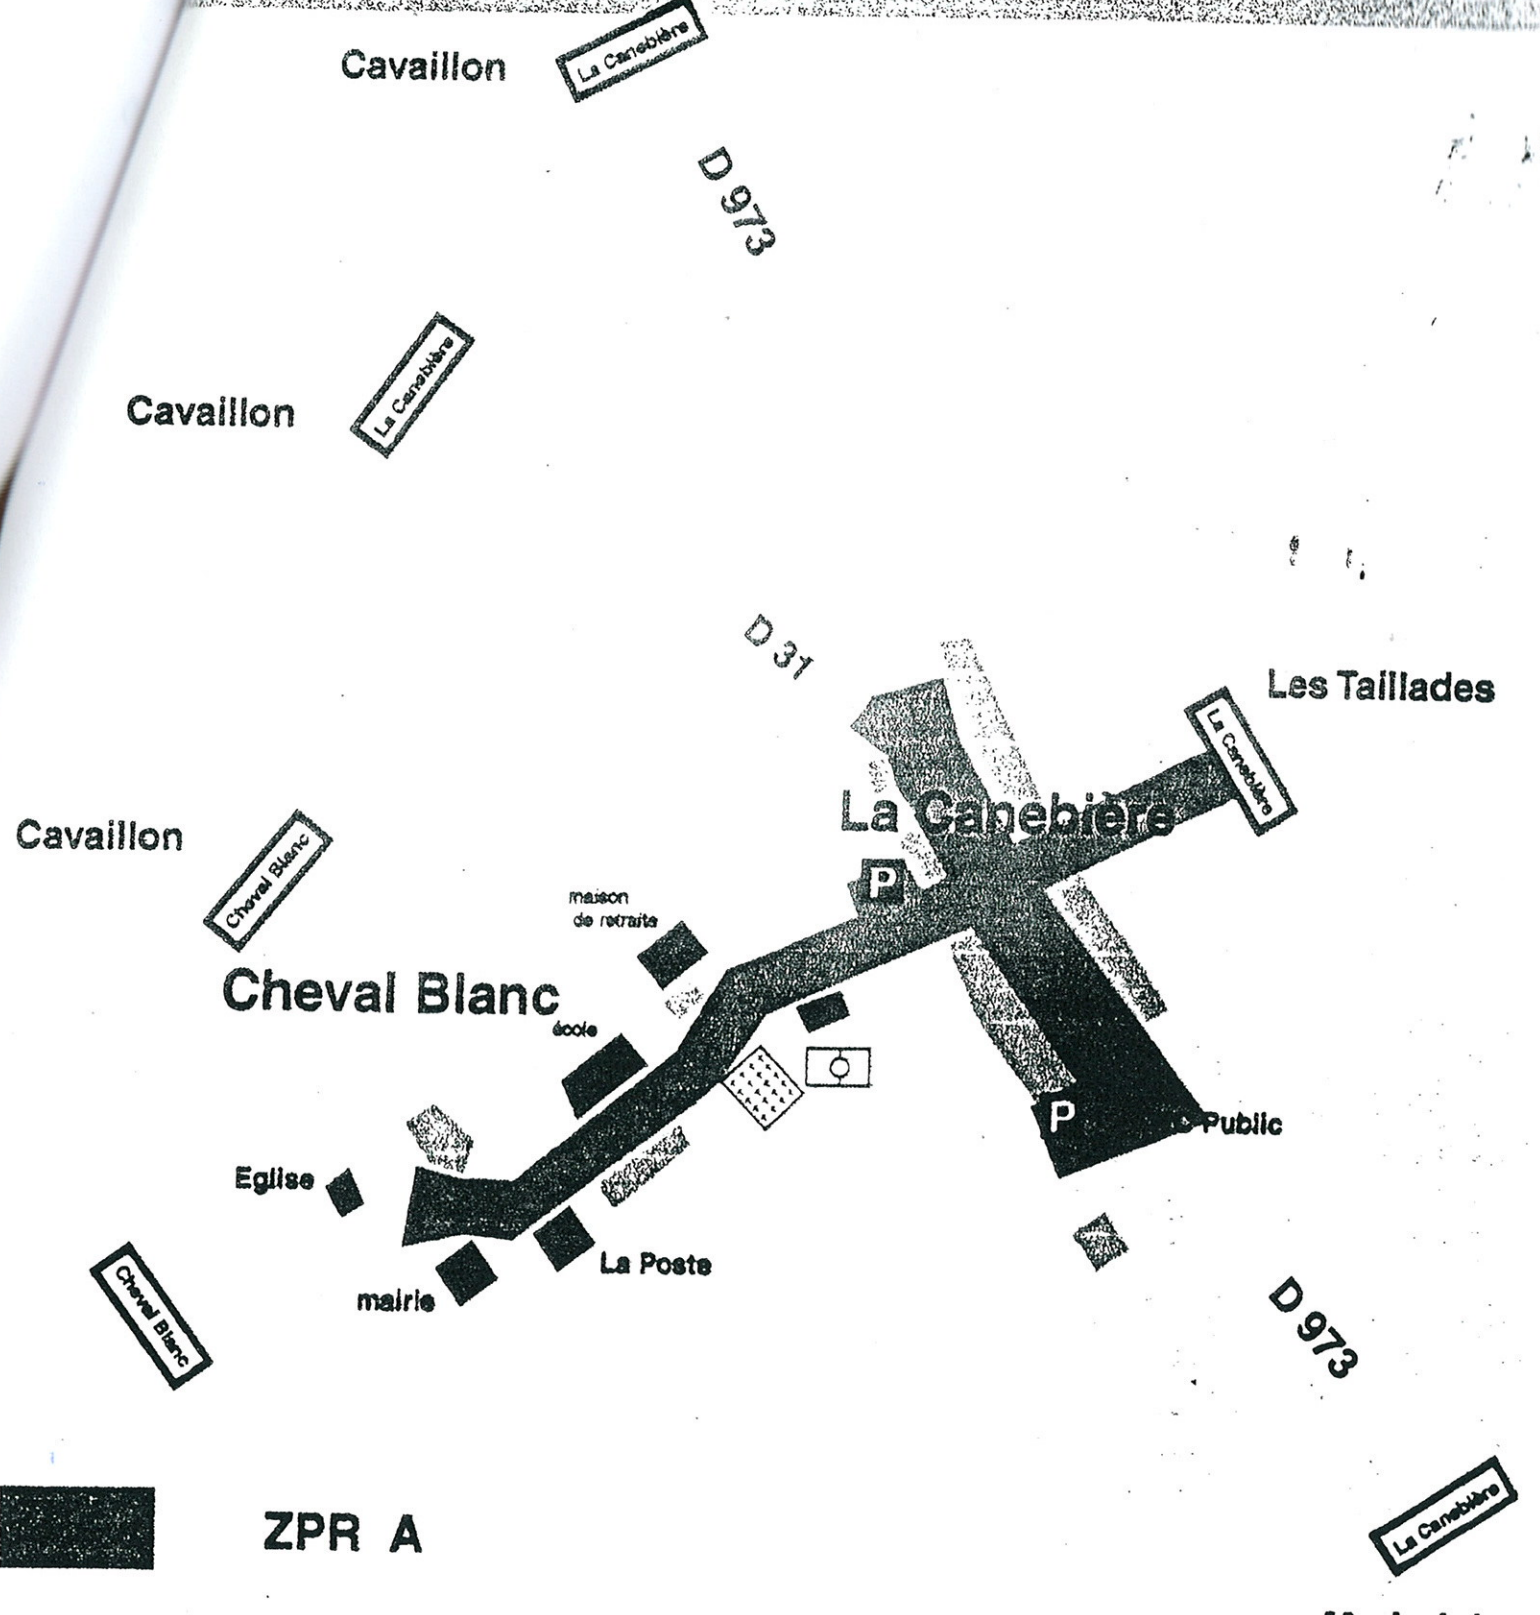 Cavaillon
La Canebière
D 973
Cavaillon
La Canebière
D 31
Les Taillades
La Canebière
La Canebière
Cavaillon
Cheval Blanc
P
maison
de retraite
Cheval Blanc
école
P
Public
Eglise
La Poste
mairie
Cheval Blanc
D 973
ZPR A
La Canebière